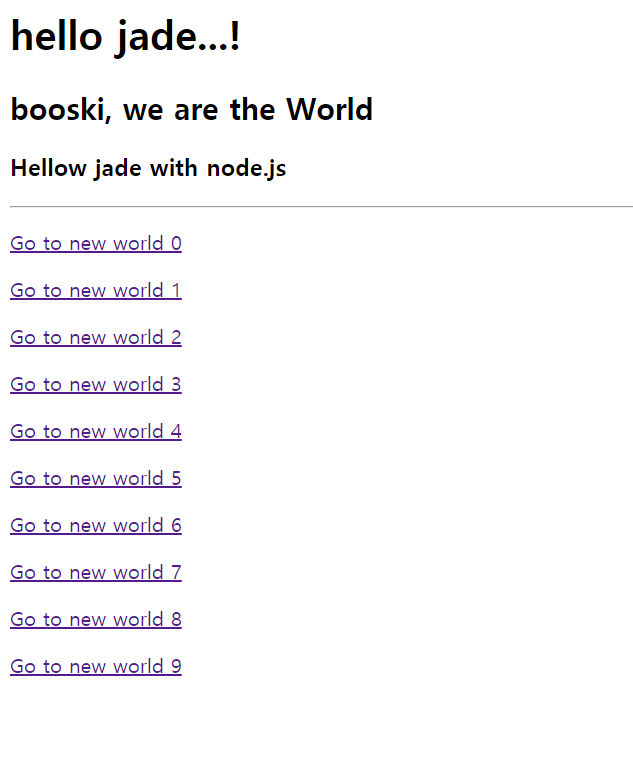 hello jade...!
booski, we are the World
Hellow jade with node.js
Go to new world 0
Go to new world 1
Go to new world 2
Go to new world 3
Go to new world 4
Go to new world 5
Go to new world 6
Go to new world 7
Go to new world 8
Go to new world 9